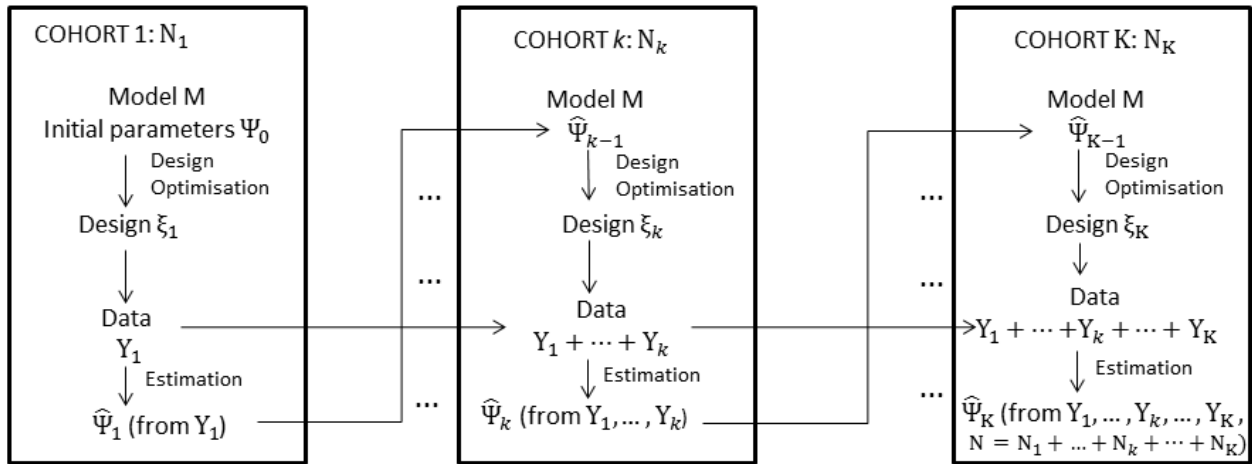 COHORT 1: N₁
Model M
Initial parameters Ψ₀
Design
Optimisation
Design ξ₁
Data
Y₁
Estimation
Ψ̂₁ (from Y₁)
...
...
...
COHORT k: Nₖ
Model M
Ψ̂ₖ₋₁
Design
Optimisation
Design ξₖ
Data
Y₁ + ⋯ + Yₖ
Estimation
Ψ̂ₖ (from Y₁, … , Yₖ)
...
...
...
COHORT K: N_K
Model M
Ψ̂_K₋₁
Design
Optimisation
Design ξ_K
Data
Y₁ + ⋯ +Yₖ + ⋯ + Y_K
Estimation
Ψ̂_K (from Y₁, … , Yₖ, … , Y_K,
N = N₁ + … + Nₖ + ⋯ + N_K)